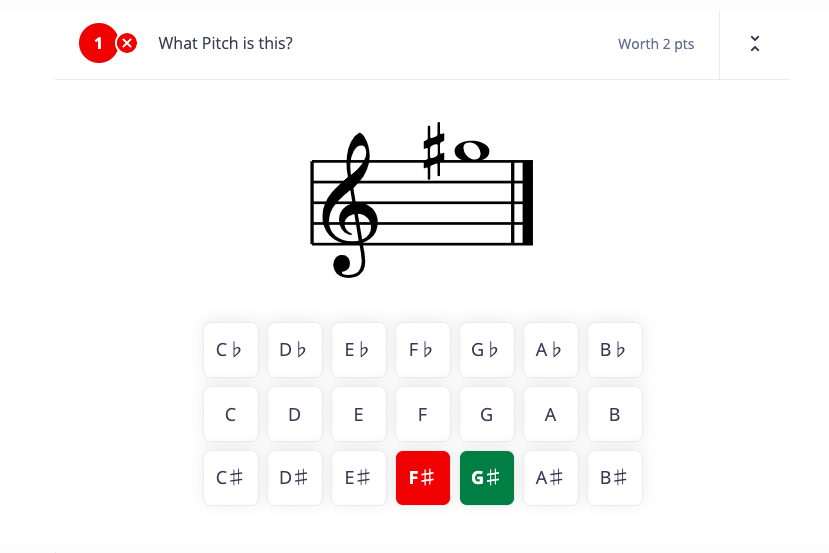 1 What Pitch is this? Worth 2 pts
C♭ D♭ E♭ F♭ G♭ A♭ B♭
C D E F G A B
C♯ D♯ E♯ F♯ G♯ A♯ B♯